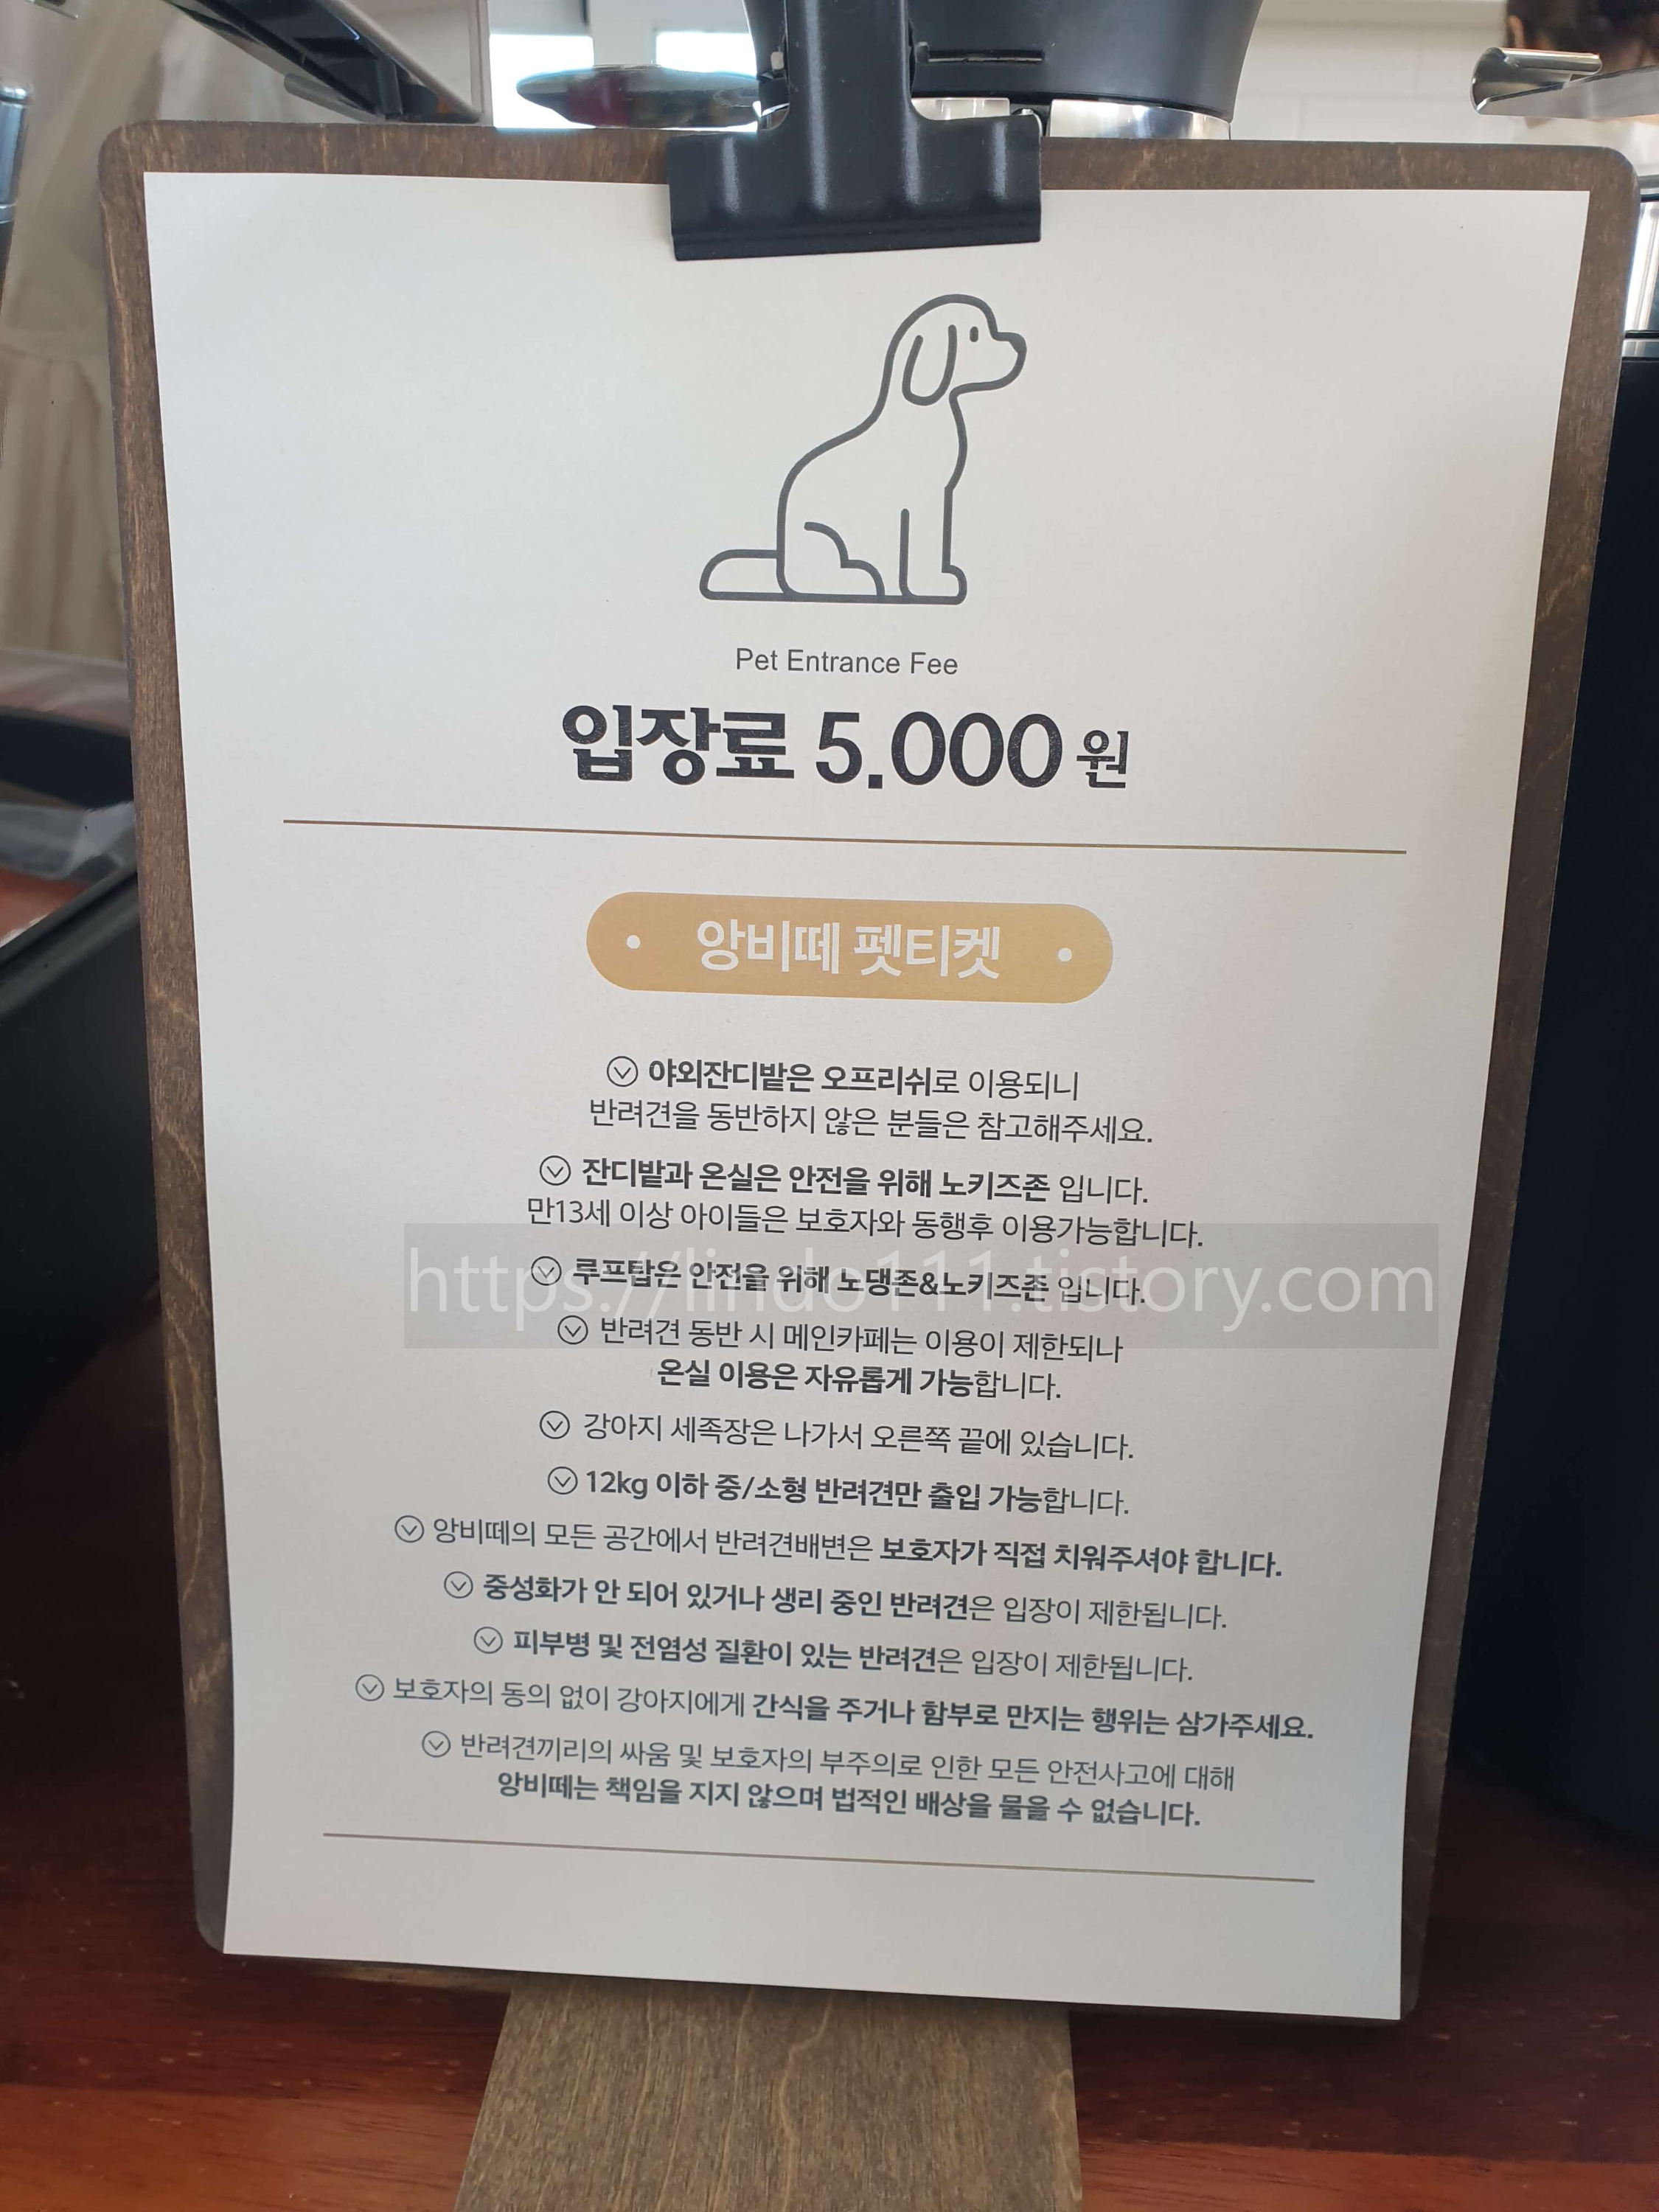 Pet Entrance Fee
입장료 5.000 원
앙비떼 펫티켓
야외잔디밭은 오프리쉬로 이용되니
반려견을 동반하지 않은 분들은 참고해주세요.
잔디밭과 온실은 안전을 위해 노키즈존 입니다.
만13세 이상 아이들은 보호자와 동행후 이용가능합니다.
루프탑은 안전을 위해 노댕존&노키즈존 입니다.
https://lindo111.tistory.com
반려견 동반 시 메인카페는 이용이 제한되나
온실 이용은 자유롭게 가능합니다.
강아지 세족장은 나가서 오른쪽 끝에 있습니다.
12kg 이하 중/소형 반려견만 출입 가능합니다.
앙비떼의 모든 공간에서 반려견배변은 보호자가 직접 치워주셔야 합니다.
중성화가 안 되어 있거나 생리 중인 반려견은 입장이 제한됩니다.
피부병 및 전염성 질환이 있는 반려견은 입장이 제한됩니다.
보호자의 동의 없이 강아지에게 간식을 주거나 함부로 만지는 행위는 삼가주세요.
반려견끼리의 싸움 및 보호자의 부주의로 인한 모든 안전사고에 대해
앙비떼는 책임을 지지 않으며 법적인 배상을 물을 수 없습니다.